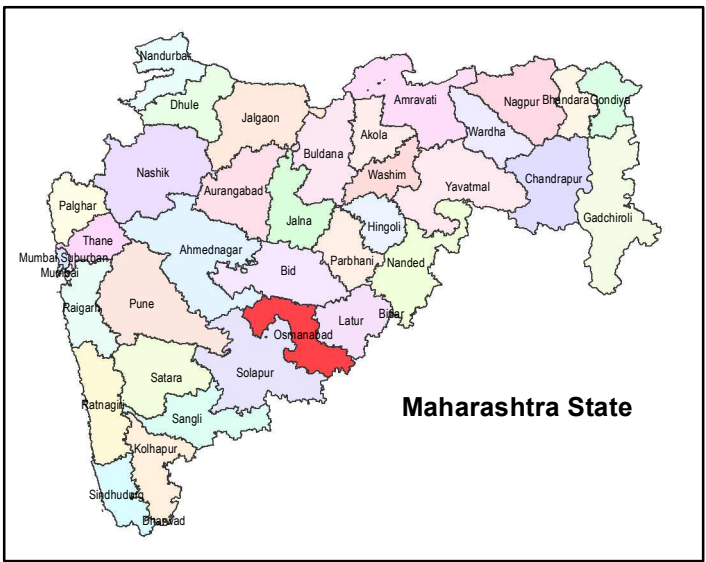 Nandurbar
Dhule
Jalgaon
Amravati
Nagpur
Bhandara
Gondiya
Akola
Wardha
Buldana
Nashik
Washim
Chandrapur
Aurangabad
Yavatmal
Palghar
Gadchiroli
Jalna
Hingoli
Thane
Ahmednagar
Mumbai Suburban
Parbhani
Nanded
Mumbai
Bid
Raigarh
Pune
Bidar
Latur
Osmanabad
Solapur
Satara
Maharashtra State
Ratnagiri
Sangli
Kolhapur
Sindhudurg
Dharwad